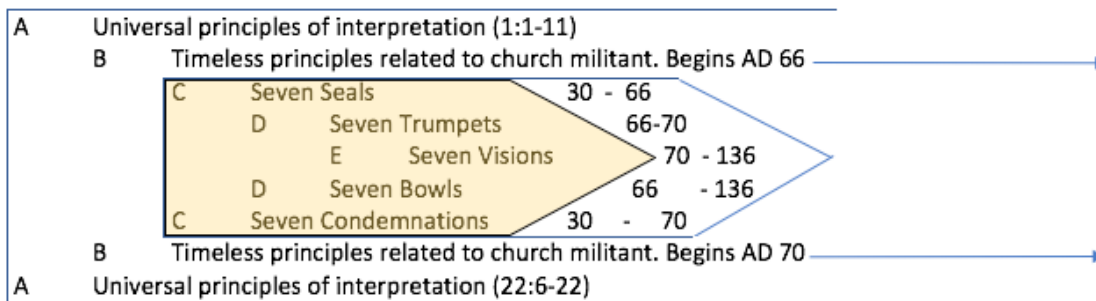 A Universal principles of interpretation (1:1-11)
B Timeless principles related to church militant. Begins AD 66
C Seven Seals 30 - 66
D Seven Trumpets 66-70
E Seven Visions 70 - 136
D Seven Bowls 66 - 136
C Seven Condemnations 30 - 70
B Timeless principles related to church militant. Begins AD 70
A Universal principles of interpretation (22:6-22)